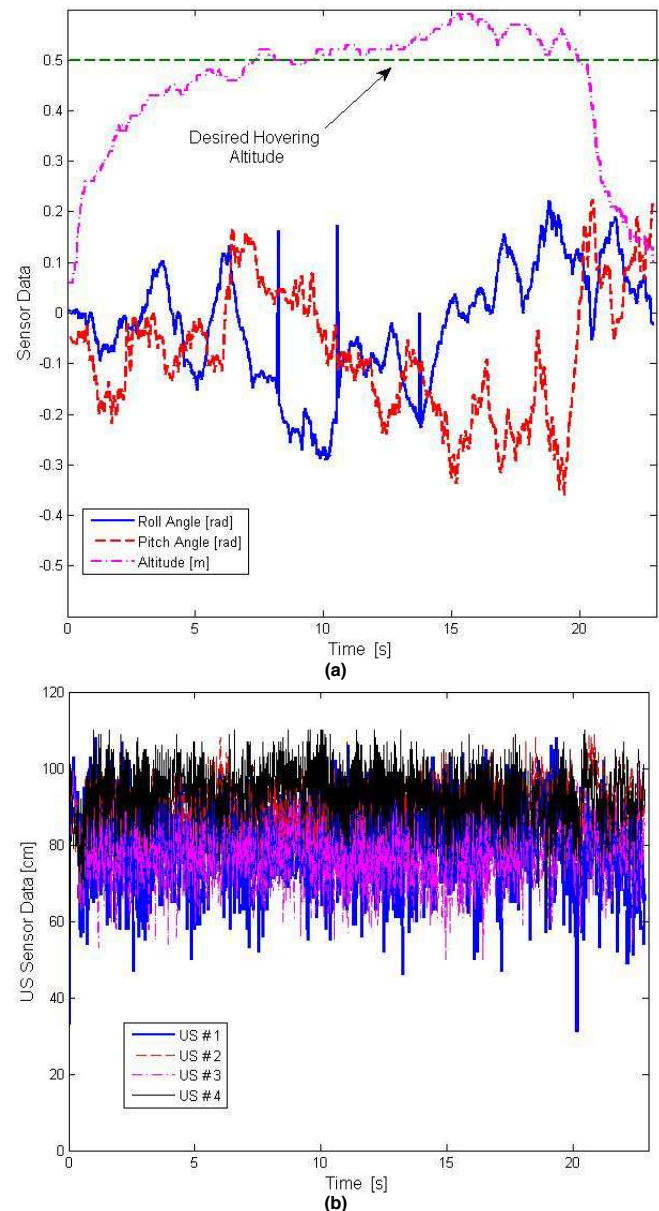 0.5
0.4
0.3
0.2
0.1
0
-0.1
-0.2
-0.3
-0.4
-0.5
Sensor Data
Desired Hovering
Altitude
Roll Angle [rad]
Pitch Angle [rad]
Altitude [m]
0 5 10 15 20
Time [s]
(a)
120
100
80
60
40
20
0
US Sensor Data [cm]
US #1
US #2
US #3
US #4
0 5 10 15 20
Time [s]
(b)